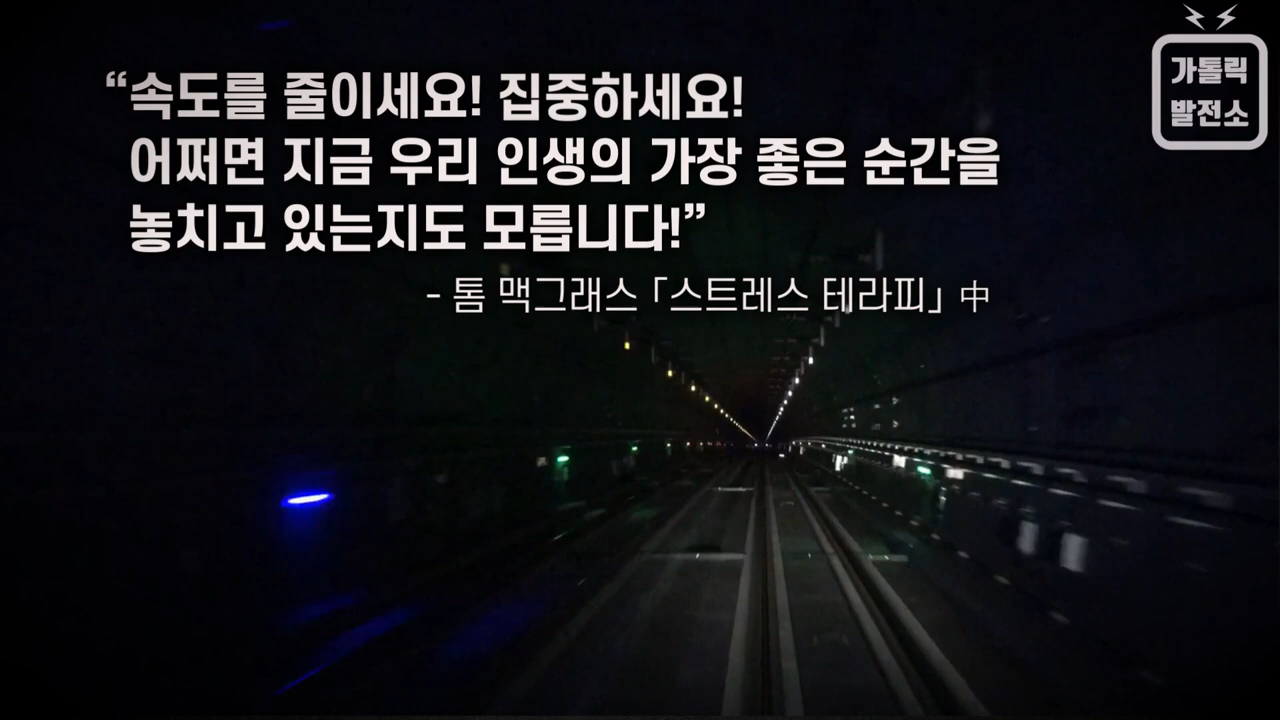 “속도를 줄이세요! 집중하세요!
어쩌면 지금 우리 인생의 가장 좋은 순간을
놓치고 있는지도 모릅니다!”
- 톰 맥그래스 「스트레스 테라피」 中
가톨릭
발전소